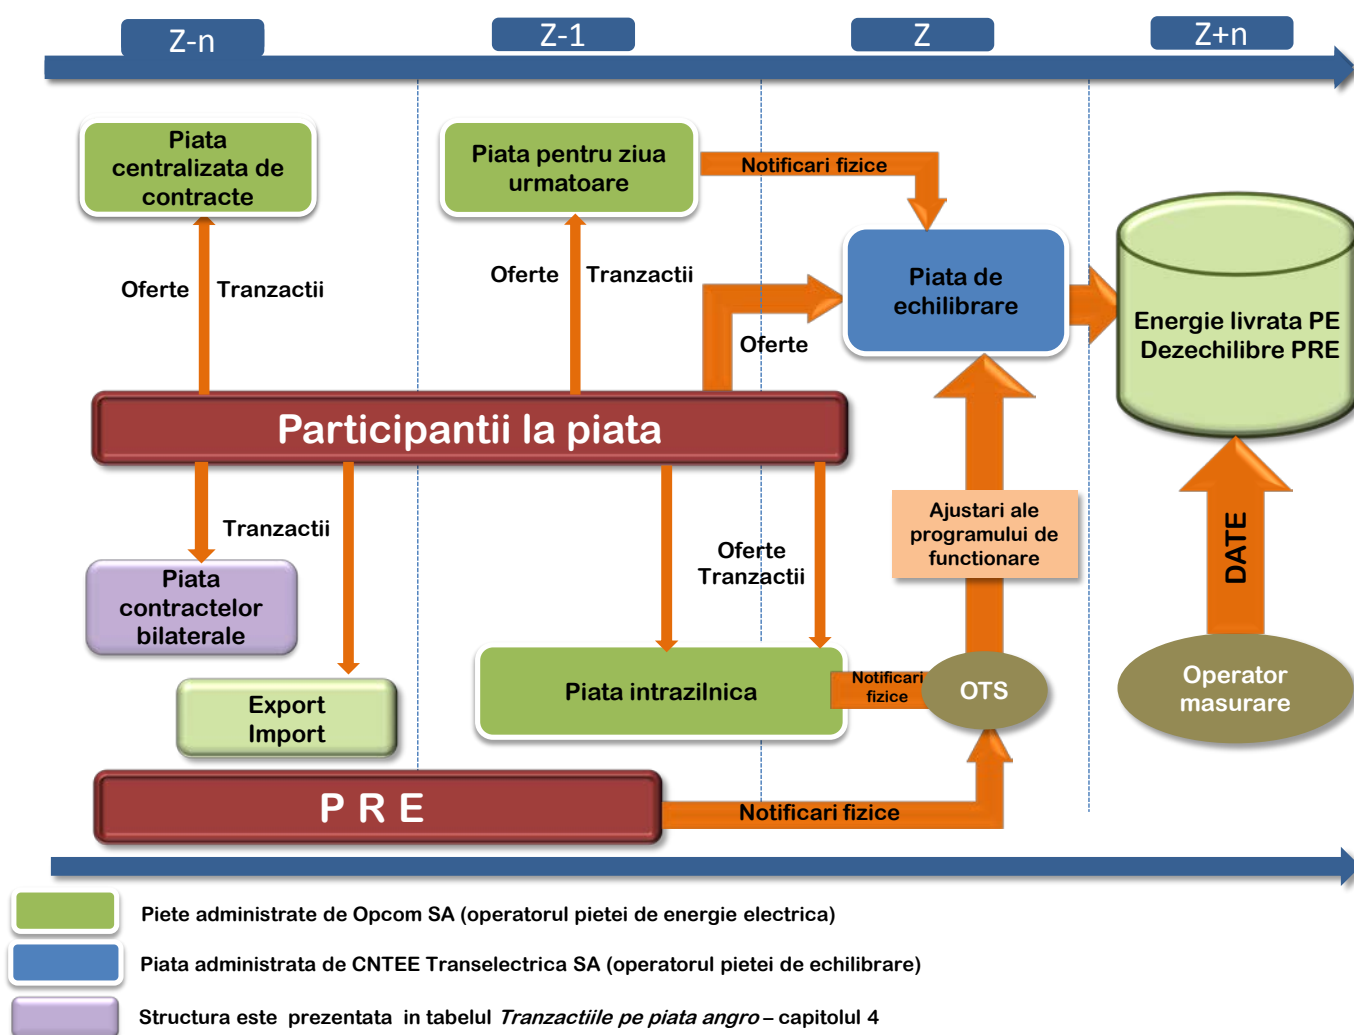 Z-n
Z-1
Z
Z+n
Piata
centralizata de
contracte
Piata pentru ziua
urmatoare
Notificari fizice
Oferte
Tranzactii
Oferte
Tranzactii
Piata de
echilibrare
Oferte
Energie livrata PE
Dezechilibre PRE
Participantii la piata
Tranzactii
Oferte
Tranzactii
Ajustari ale
programului de
functionare
DATE
Piata
contractelor
bilaterale
Piata intrazilnica
Notificari
fizice
OTS
Operator
masurare
Export
Import
P R E
Notificari fizice
Piete administrate de Opcom SA (operatorul pietei de energie electrica)
Piata administrata de CNTEE Transelectrica SA (operatorul pietei de echilibrare)
Structura este prezentata in tabelul Tranzactiile pe piata angro – capitolul 4